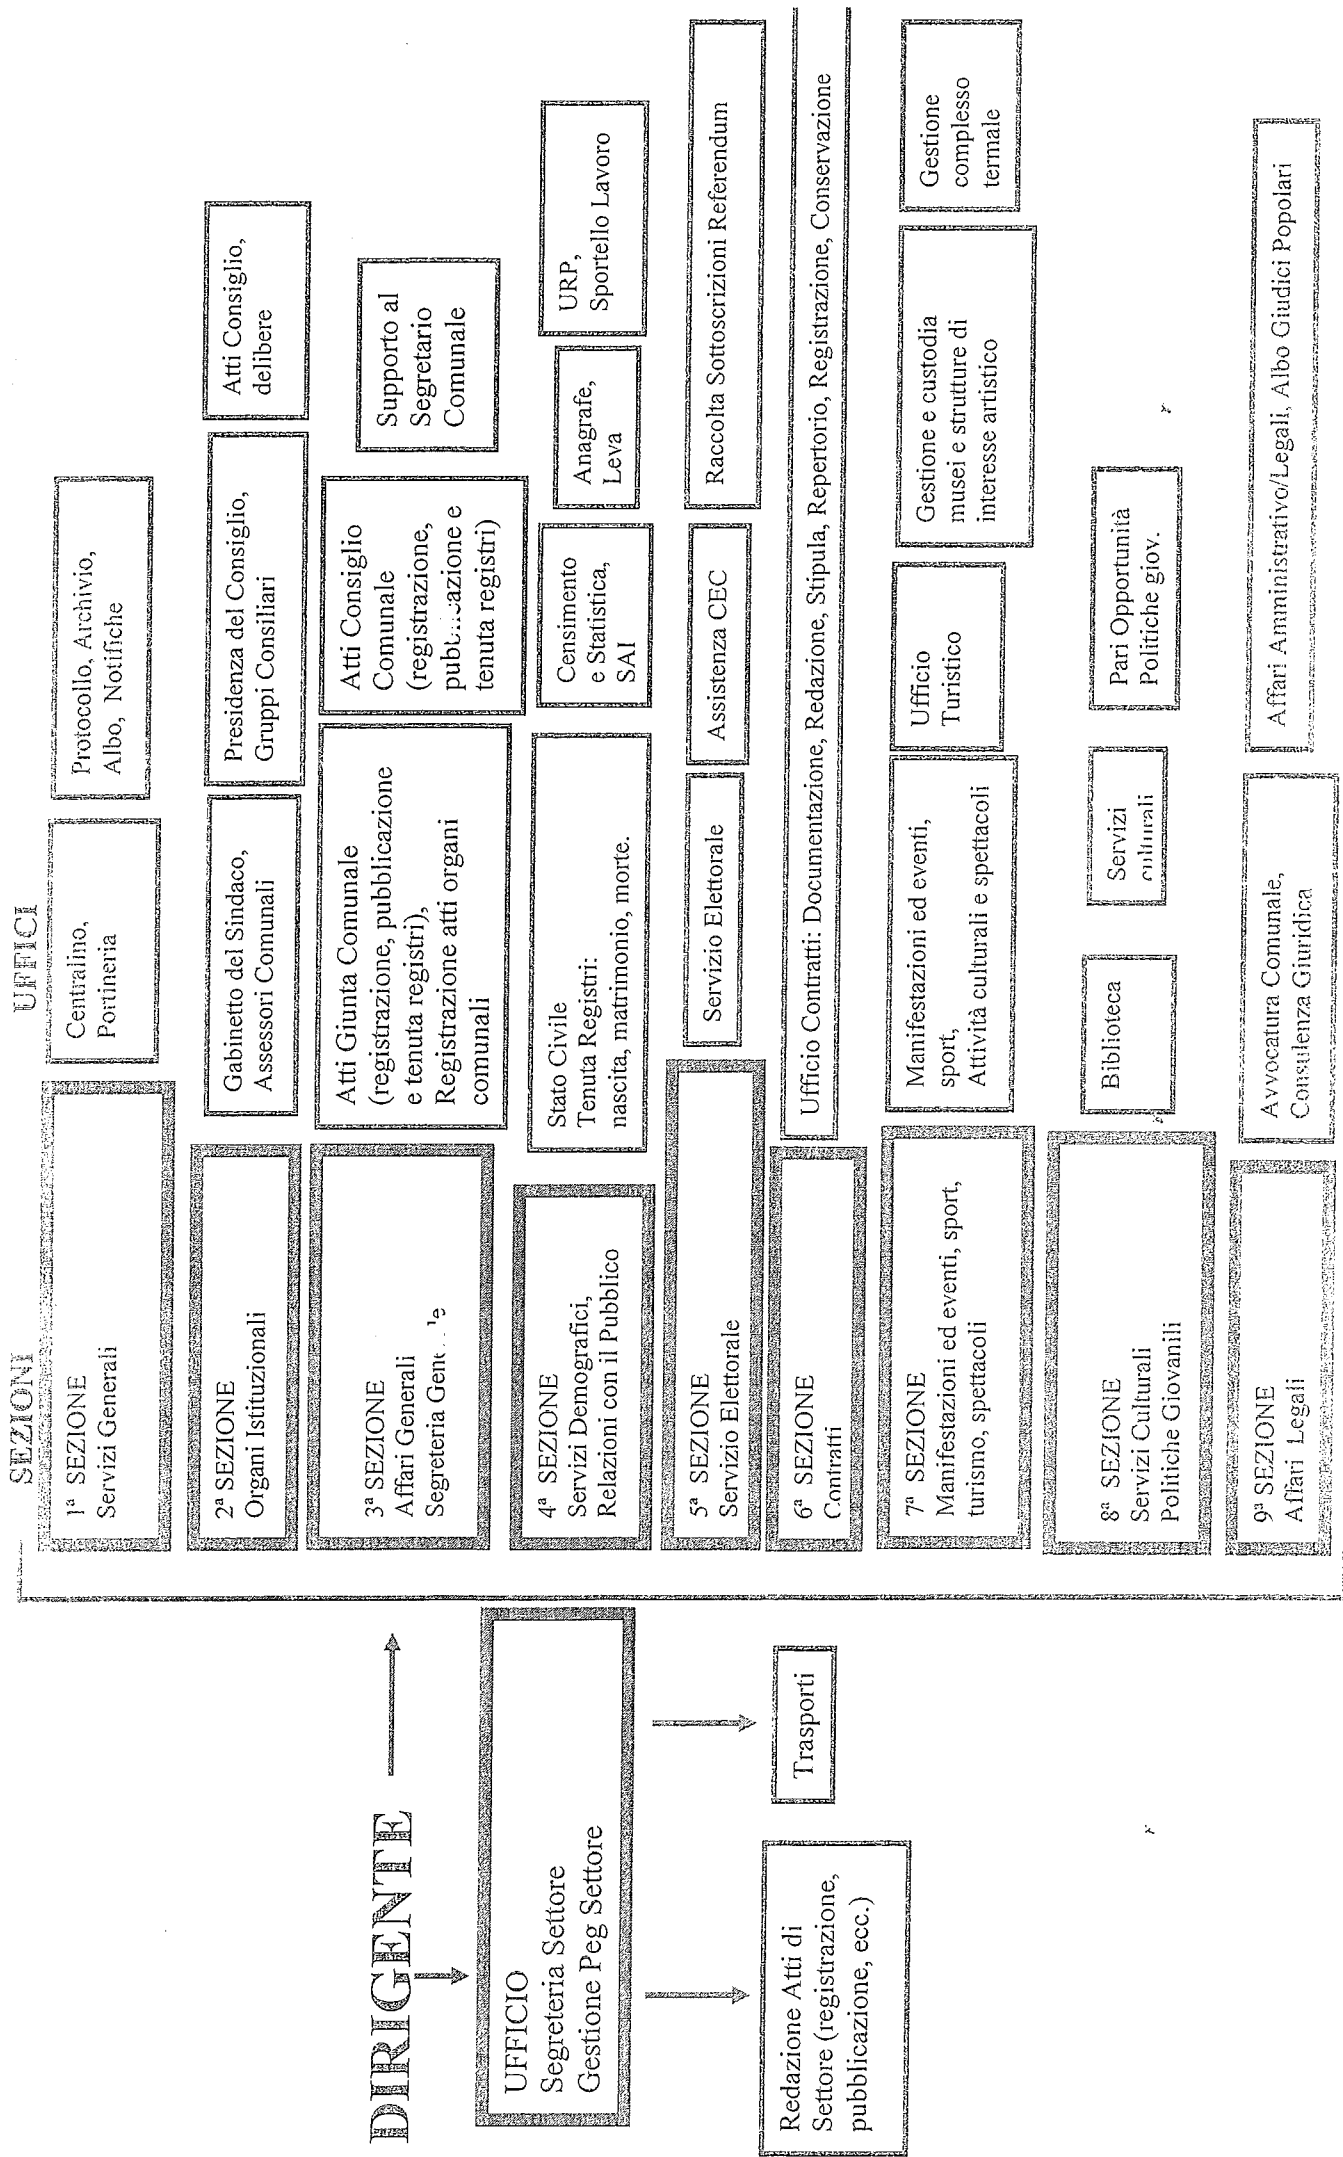 SEZIONI
UFFICI
DIRIGENTE
UFFICIO
Segreteria Settore
Gestione Peg Settore
Redazione Atti di
Settore (registrazione,
pubblicazione, ecc.)
Trasporti
1ª SEZIONE
Servizi Generali
Centralino,
Portineria
Protocollo, Archivio,
Albo, Notifiche
2ª SEZIONE
Organi Istituzionali
Gabinetto del Sindaco,
Assessori Comunali
Presidenza del Consiglio,
Gruppi Consiliari
Atti Consiglio,
delibere
3ª SEZIONE
Affari Generali
Segreteria
Atti Giunta Comunale
(registrazione, pubblicazione
e tenuta registri),
Registrazione atti organi
comunali
Atti Consiglio
Comunale
(registrazione,
pubblicazione e
tenuta registri)
Supporto al
Segretario
Comunale
4ª SEZIONE
Servizi Demografici,
Relazioni con il Pubblico
Stato Civile
Tenuta Registri:
nascita, matrimonio, morte.
Censimento
e Statistica,
SAI
Anagrafe,
Leva
URP,
Sportello Lavoro
5ª SEZIONE
Servizio Elettorale
Servizio Elettorale
Assistenza CEC
Raccolta Sottoscrizioni Referendum
6ª SEZIONE
Contratti
Ufficio Contratti: Documentazione, Redazione, Stipula, Repertorio, Registrazione, Conservazione
7ª SEZIONE
Manifestazioni ed eventi, sport,
turismo, spettacoli
Manifestazioni ed eventi,
sport,
Attività culturali e spettacoli
Ufficio
Turistico
Gestione e custodia
musei e strutture di
interesse artistico
Gestione
complesso
termale
8ª SEZIONE
Servizi Culturali
Politiche Giovanili
Biblioteca
Servizi
culturali
Pari Opportunità
Politiche giov.
9ª SEZIONE
Affari Legali
Avvocatura Comunale,
Consulenza Giuridica
Affari Amministrativo/Legali, Albo Giudici Popolari